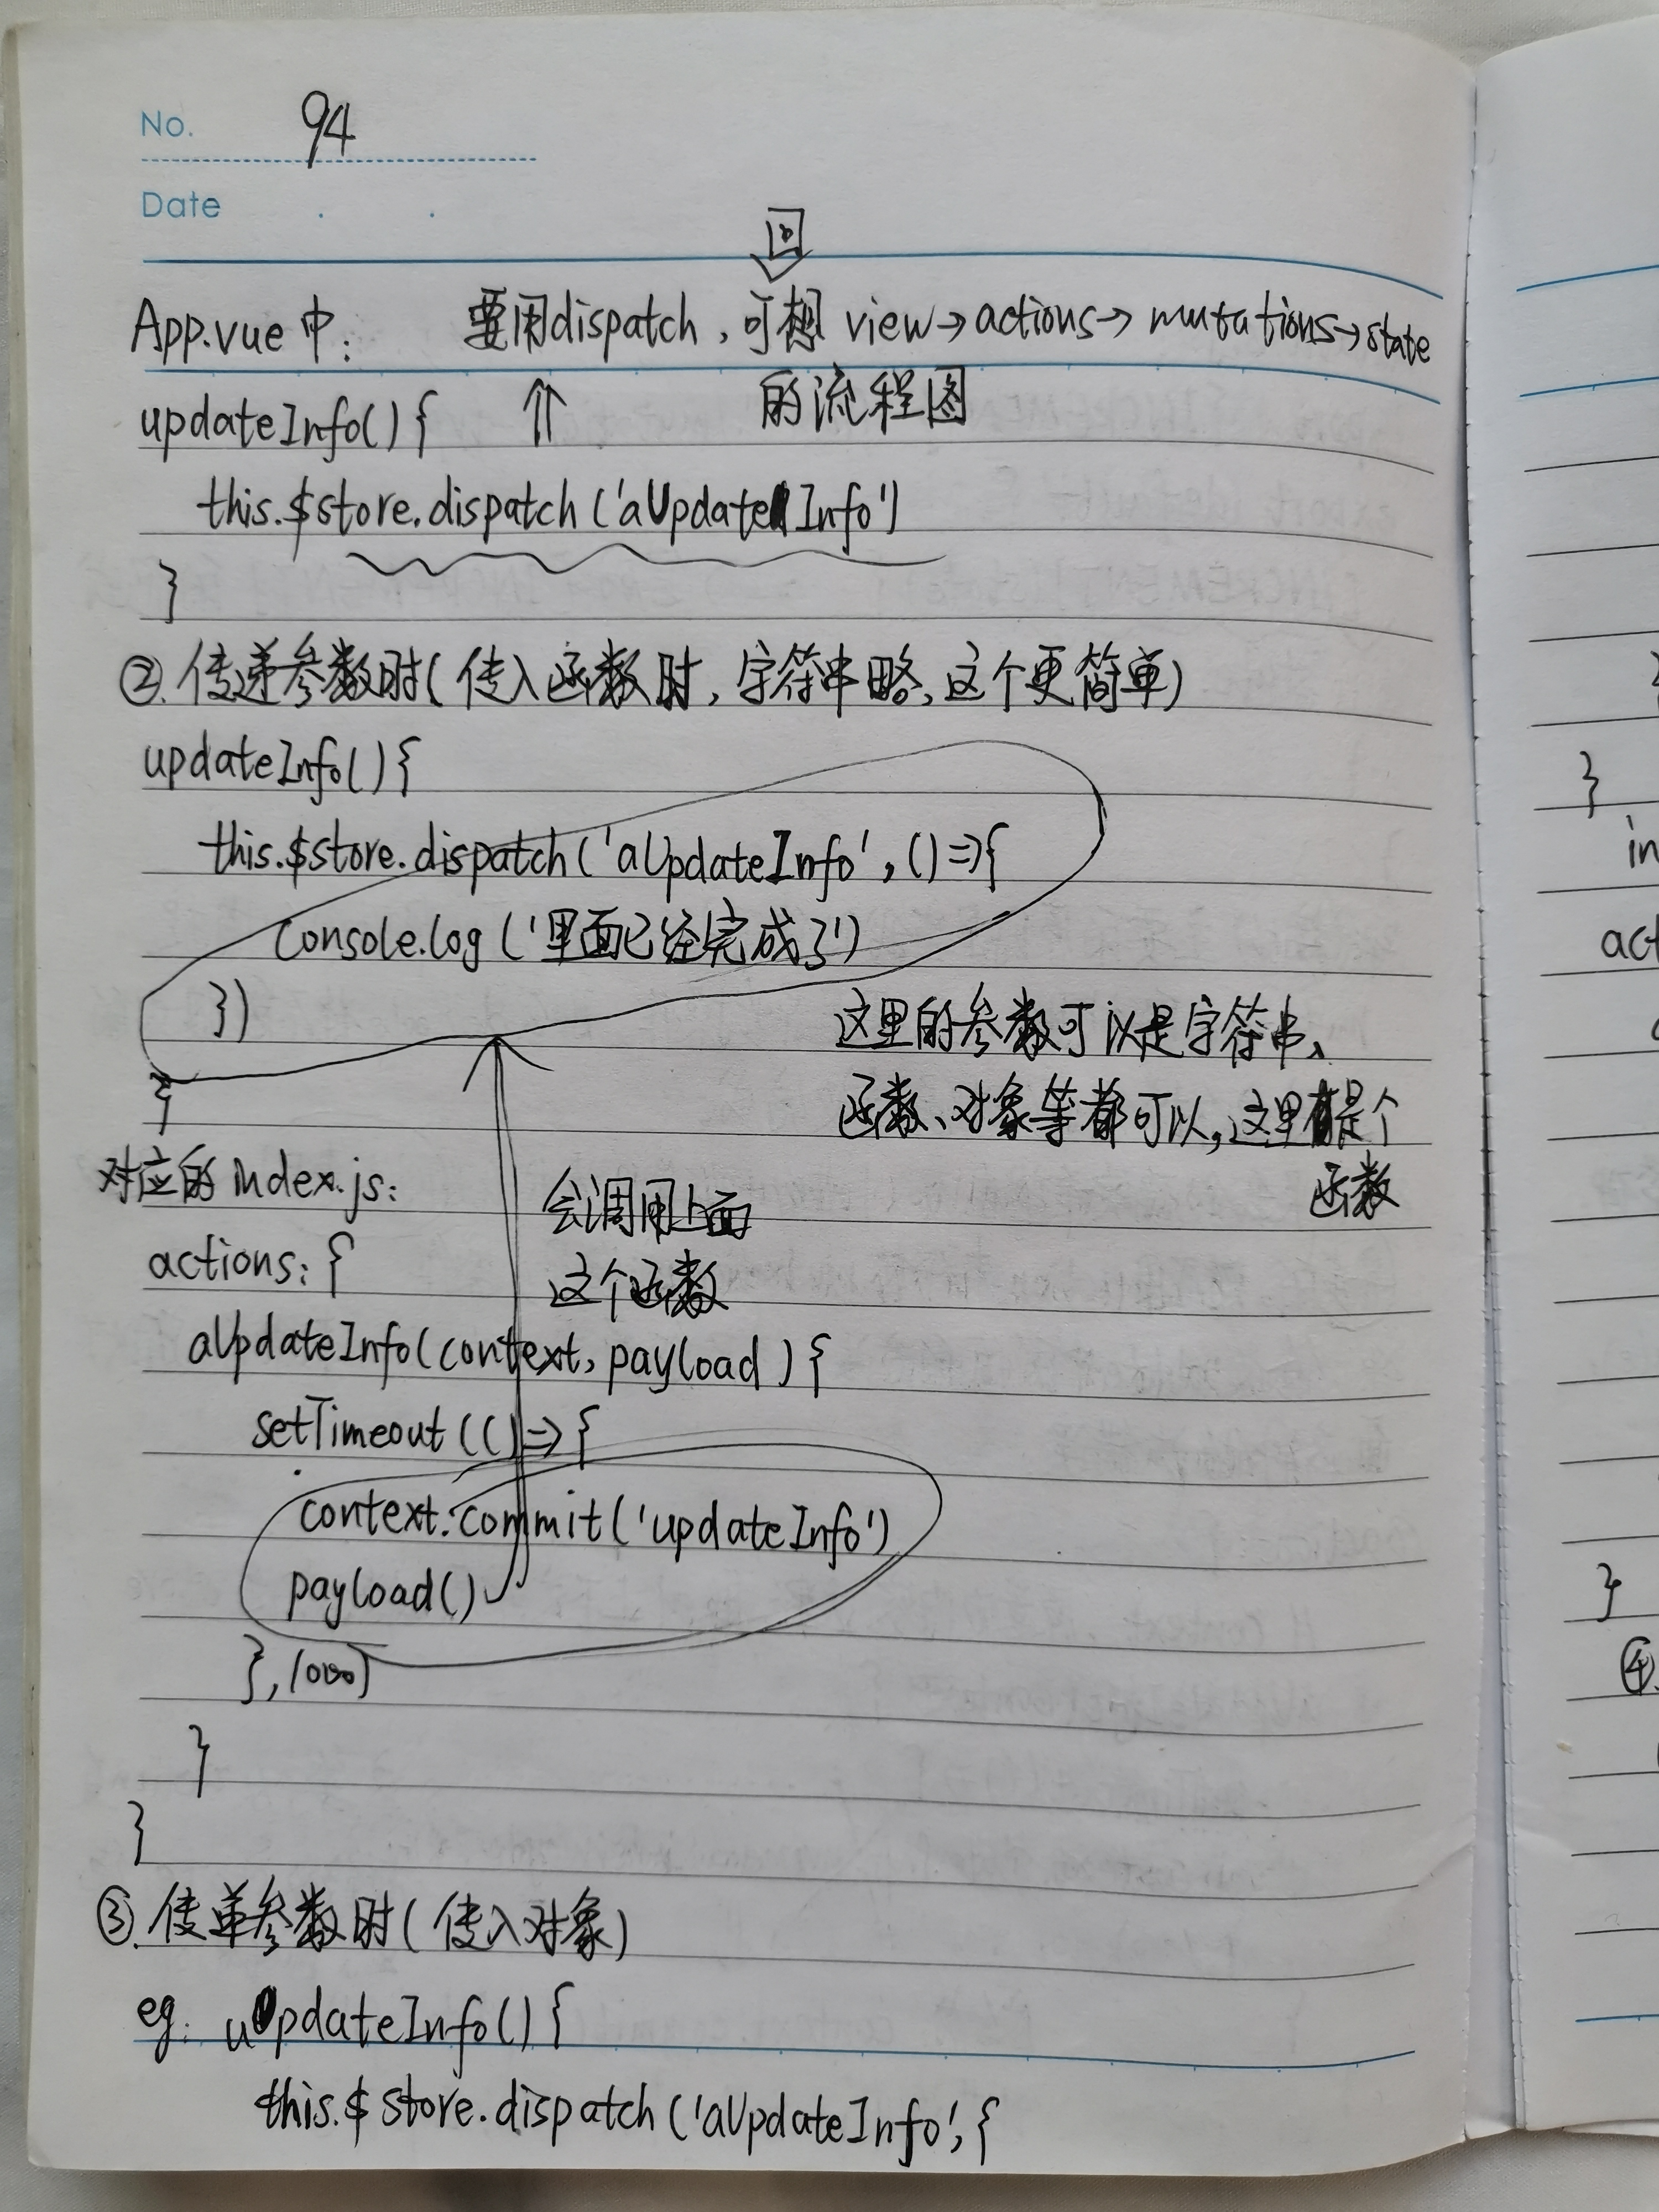 No. 94
Date
回
App.vue中: 要用dispatch,可想 view→actions→mutations→state
的流程图
updateInfo(){ ⇑
this.$store.dispatch('aUpdateInfo')
}
②.传递参数时(传入函数时,字符串略,这个更简单)
updateInfo(){
this.$store.dispatch('aUpdateInfo',()=>{
console.log('里面已经完成了')
})
}
这里的参数可以是字符串、
函数、对象等都可以,这里是个
函数
对应的index.js:
会调用上面
这个函数
actions:{
aUpdateInfo(context,payload){
setTimeout(()=>{
context.commit('updateInfo')
payload()
},1000)
}
}
③.传单参数时(传入对象)
eg: updateInfo(){
this.$store.dispatch('aUpdateInfo',{
}
in
act
}
④.